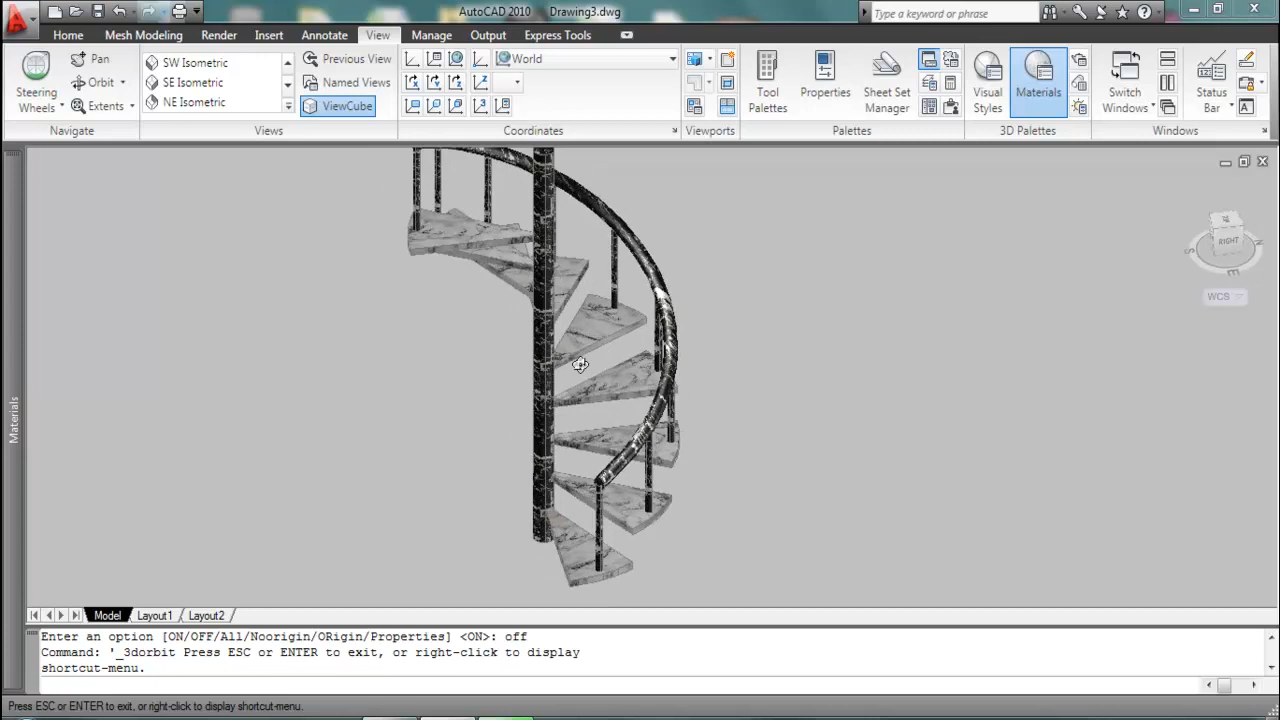 AutoCAD 2010 Drawing3.dwg
Type a keyword or phrase
Home Mesh Modeling Render Insert Annotate View Manage Output Express Tools
Steering
Wheels
Pan
Orbit
Extents
Navigate
SW Isometric
SE Isometric
NE Isometric
Previous View
Named Views
ViewCube
Views
World
Coordinates
Viewports
Tool
Palettes
Properties
Sheet Set
Manager
Palettes
Visual
Styles
Materials
3D Palettes
Switch
Windows
Status
Bar
Windows
RIGHT
S
E
WCS
Materials
Model Layout1 Layout2
Enter an option [ON/OFF/All/Noorigin/ORigin/Properties] <ON>: off
Command: '_3dorbit Press ESC or ENTER to exit, or right-click to display
shortcut-menu.
Press ESC or ENTER to exit, or right-click to display shortcut-menu.